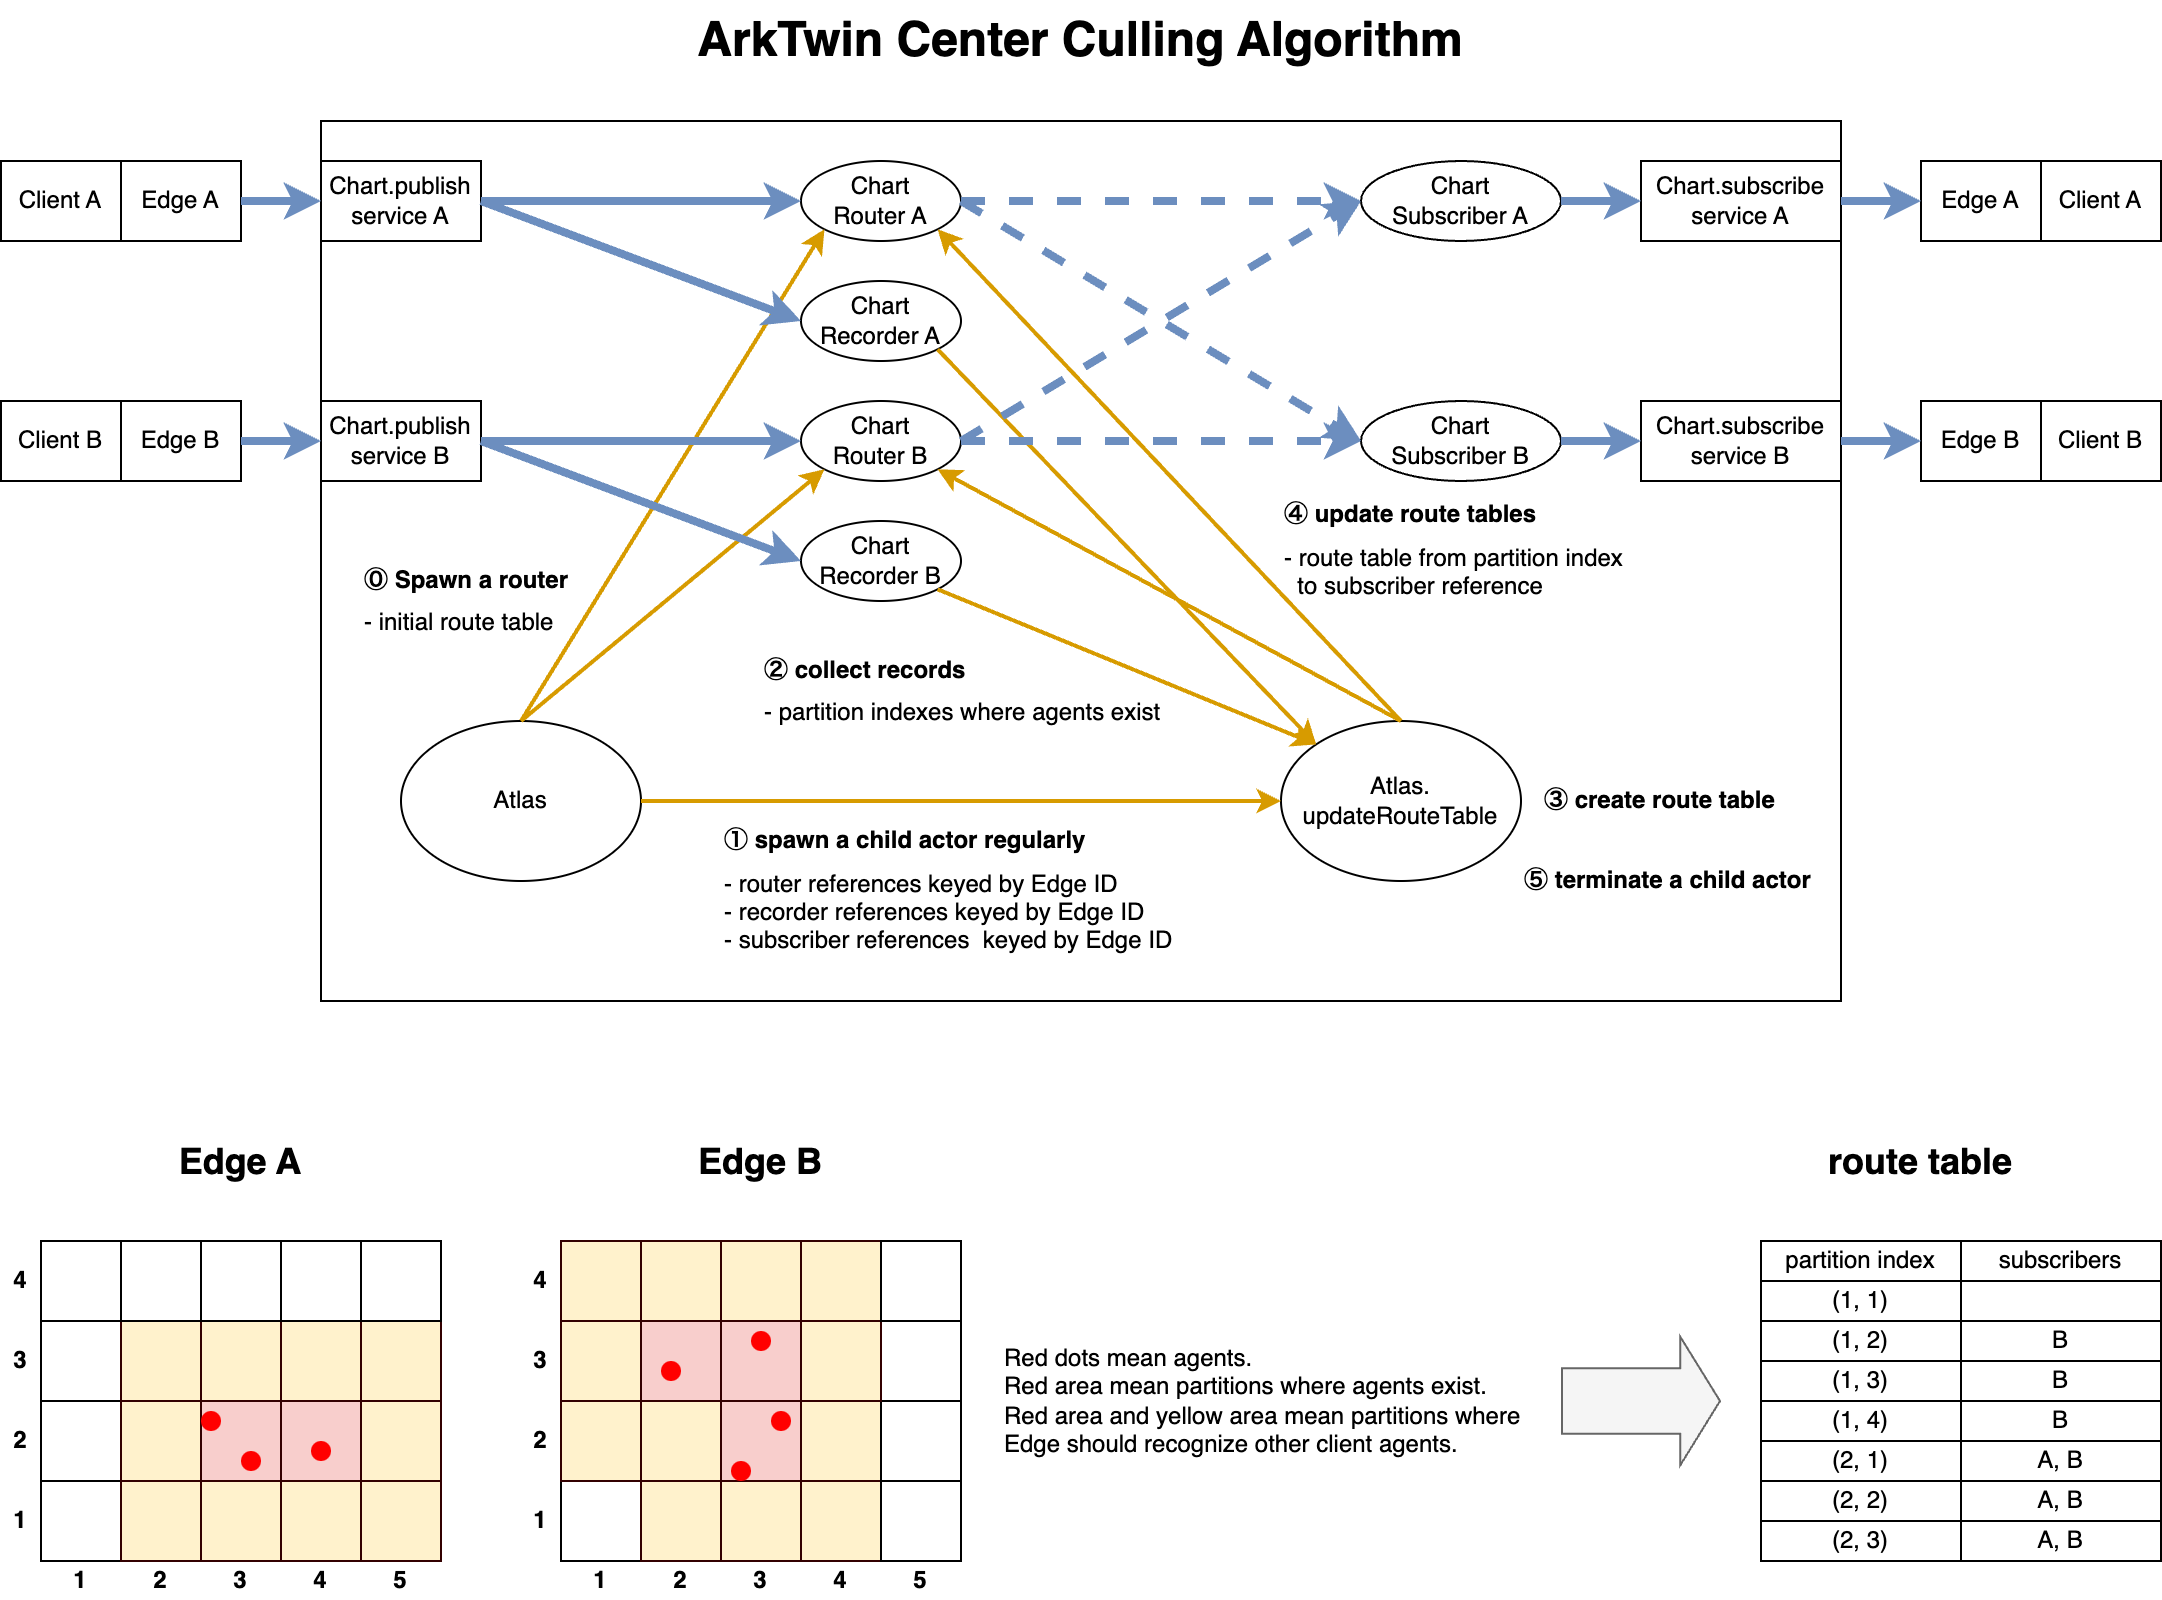 ArkTwin Center Culling Algorithm
Client A
Edge A
Chart.publish
service A
Chart
Router A
Chart
Subscriber A
Chart.subscribe
service A
Edge A
Client A
Chart
Recorder A
Client B
Edge B
Chart.publish
service B
Chart
Router B
Chart
Subscriber B
Chart.subscribe
service B
Edge B
Client B
Chart
Recorder B
④ update route tables
- route table from partition index
to subscriber reference
⓪ Spawn a router
- initial route table
② collect records
- partition indexes where agents exist
Atlas
Atlas.
updateRouteTable
③ create route table
① spawn a child actor regularly
- router references keyed by Edge ID
- recorder references keyed by Edge ID
- subscriber references  keyed by Edge ID
⑤ terminate a child actor
Edge A
4
3
2
1
1 2 3 4 5
Edge B
4
3
2
1
1 2 3 4 5
Red dots mean agents.
Red area mean partitions where agents exist.
Red area and yellow area mean partitions where
Edge should recognize other client agents.
route table
partition index subscribers
(1, 1)
(1, 2) B
(1, 3) B
(1, 4) B
(2, 1) A, B
(2, 2) A, B
(2, 3) A, B